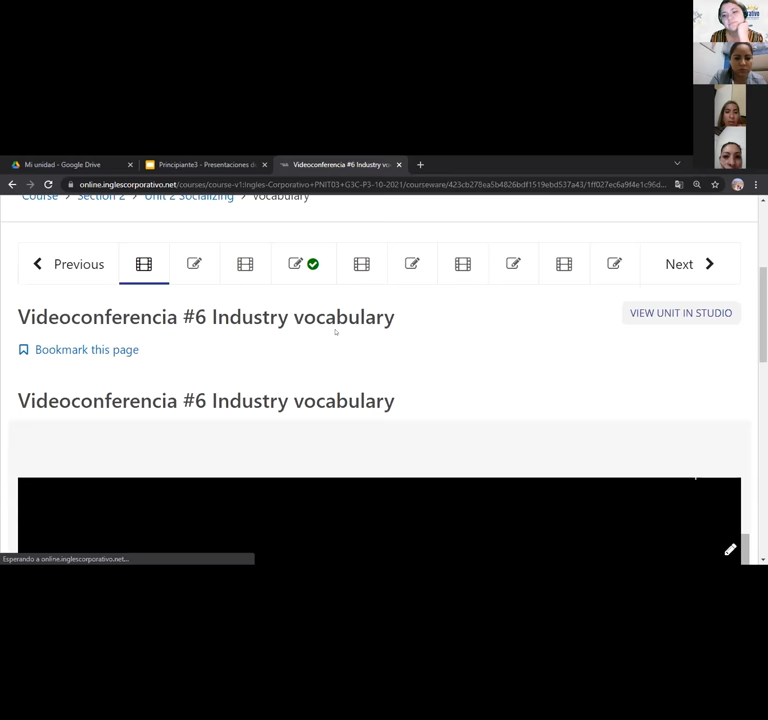 Mi unidad - Google Drive
Principiante3 - Presentaciones d
Videoconferencia #6 Industry vo
online.inglescorporativo.net/courses/course-v1:Ingles-Corporativo+PNIT03+G3C-P3-10-2021/courseware/423cb278ea5b4826bdf1519ebd537a43/1ff027ec6a9f4e1c96d...
Course > Section 2 > Unit 2 Socializing > vocabulary
Previous
Next
Videoconferencia #6 Industry vocabulary
VIEW UNIT IN STUDIO
Bookmark this page
Videoconferencia #6 Industry vocabulary
Esperando a online.inglescorporativo.net...